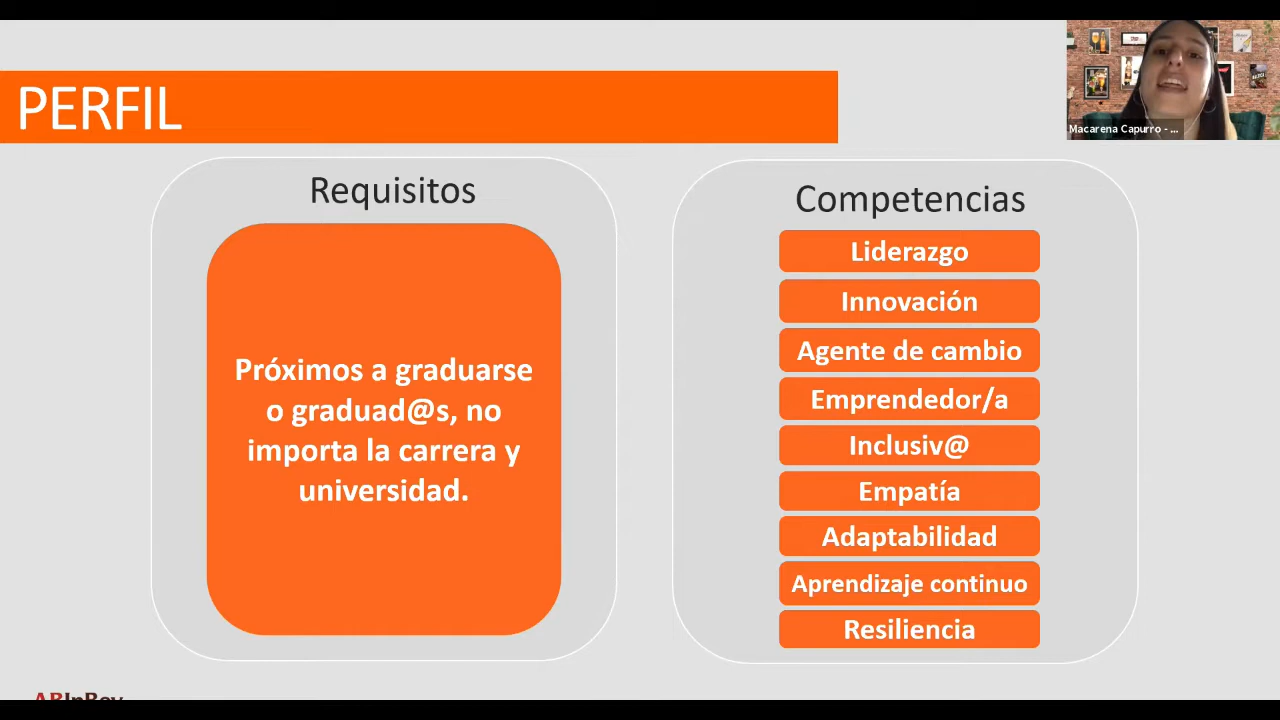 PERFIL
Macarena Capurro - ...
Requisitos
Próximos a graduarse
o graduad@s, no
importa la carrera y
universidad.
Competencias
Liderazgo
Innovación
Agente de cambio
Emprendedor/a
Inclusiv@
Empatía
Adaptabilidad
Aprendizaje continuo
Resiliencia
ABInBev